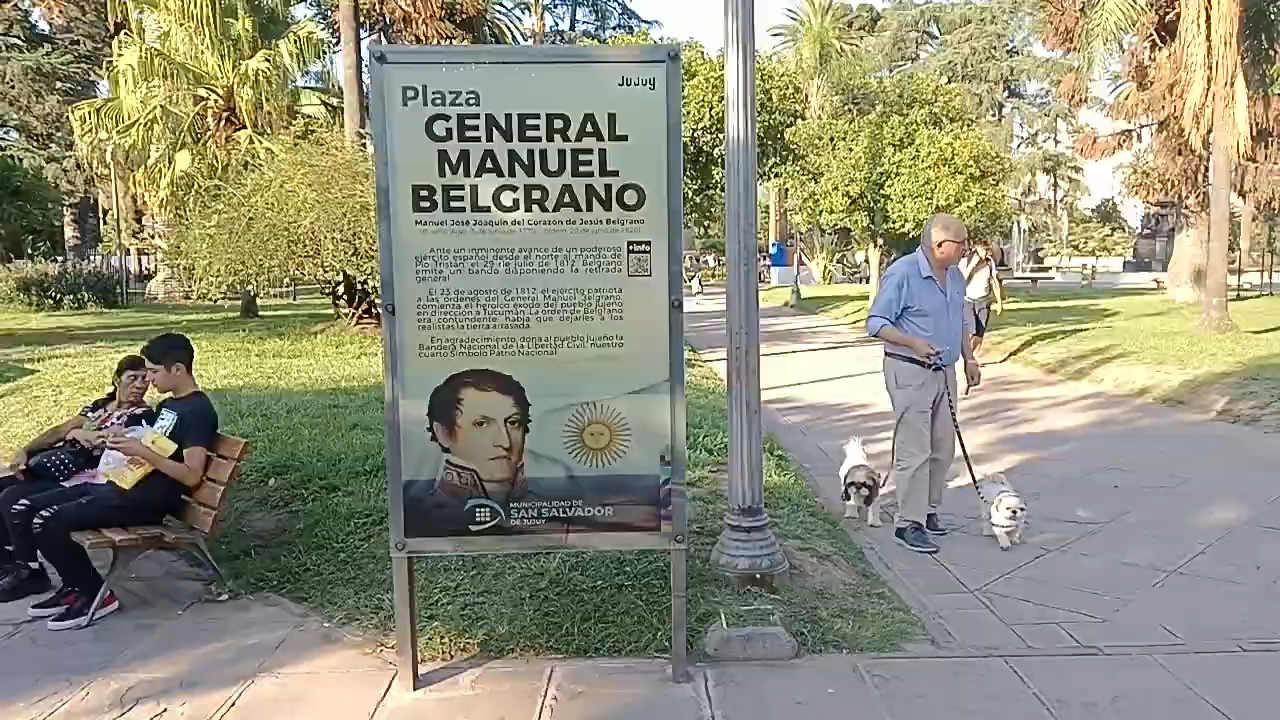 Jujuy
Plaza
GENERAL
MANUEL
BELGRANO
Manuel José Joaquín del Corazón de Jesús Belgrano
+info
Ante un inminente avance de un poderoso
ejército español desde el norte al mando de
Pío Tristán, el 29 de julio de 1812 Belgrano
emite un bando disponiendo la retirada
general.
El 23 de agosto de 1812, el ejército patriota
a las órdenes del General Manuel Belgrano,
comienza el heroico éxodo del pueblo jujeño
en dirección a Tucumán. La orden de Belgrano
era contundente: había que dejarles a los
realistas la tierra arrasada.
En agradecimiento, dona al pueblo jujeño la
Bandera Nacional de la Libertad Civil, nuestro
cuarto Símbolo Patrio Nacional.
MUNICIPALIDAD DE
SAN SALVADOR
DE JUJUY